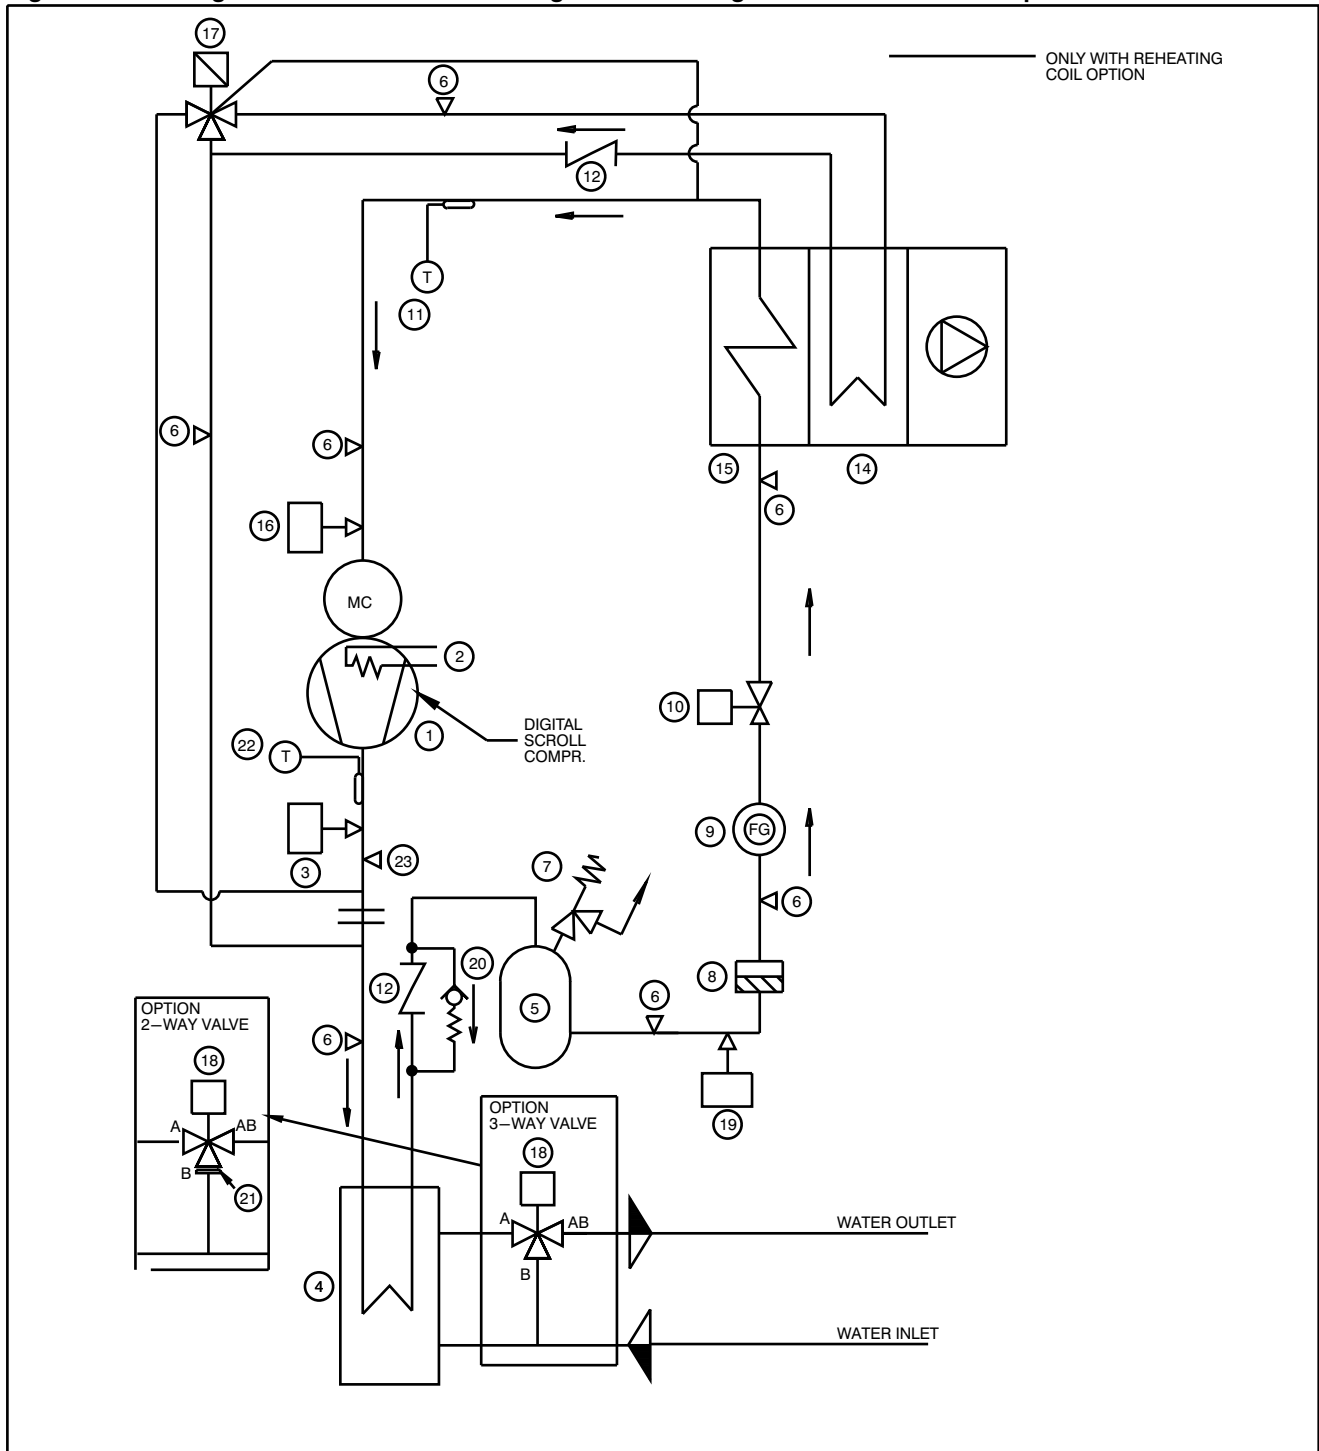 17
6
ONLY WITH REHEATING
COIL OPTION
12
T
11
6
6
15
14
6
16
MC
2
10
1
DIGITAL
SCROLL
COMPR.
22
T
3
23
9
FG
7
6
8
20
12
5
6
6
19
OPTION
2–WAY VALVE
18
A
AB
B
21
OPTION
3–WAY VALVE
18
A
AB
B
WATER OUTLET
4
WATER INLET